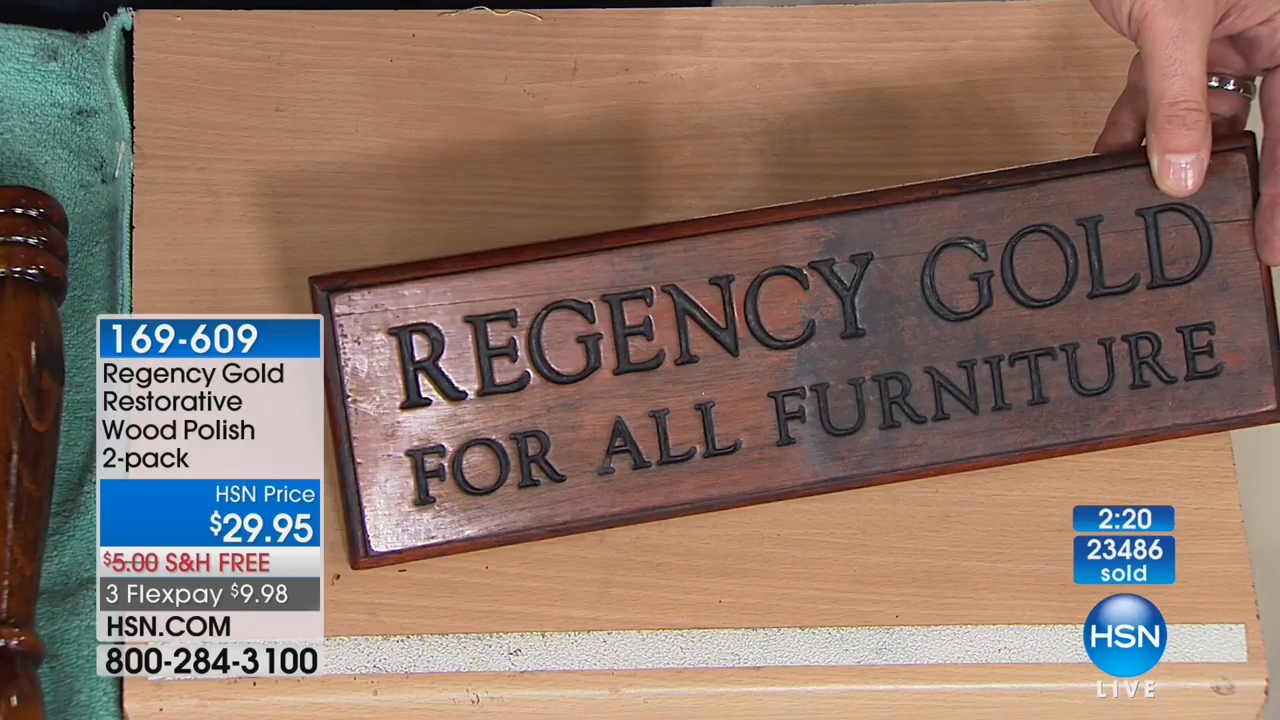 REGENCY GOLD
FOR ALL FURNITURE
169-609
Regency Gold
Restorative
Wood Polish
2-pack
HSN Price
$29.95
$5.00 S&H FREE
3 Flexpay $9.98
HSN.COM
800-284-3100
2:20
23486
sold
HSN
LIVE